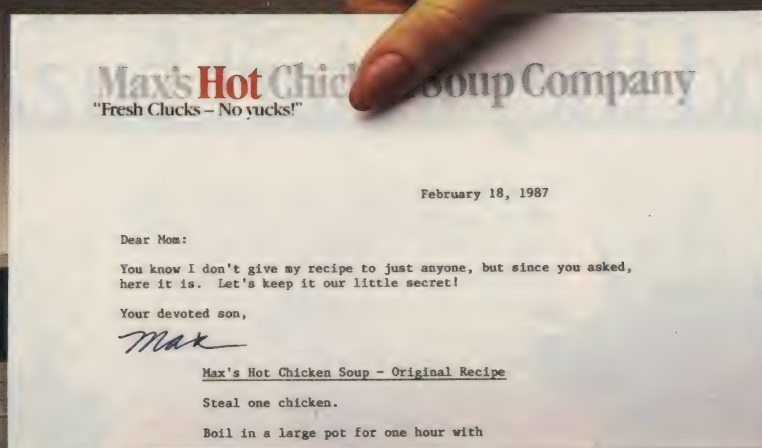 Max's Hot Chic Soup Company
"Fresh Clucks – No yucks!"
February 18, 1987
Dear Mom:
You know I don't give my recipe to just anyone, but since you asked,
here it is. Let's keep it our little secret!
Your devoted son,
Max
Max's Hot Chicken Soup - Original Recipe
Steal one chicken.
Boil in a large pot for one hour with